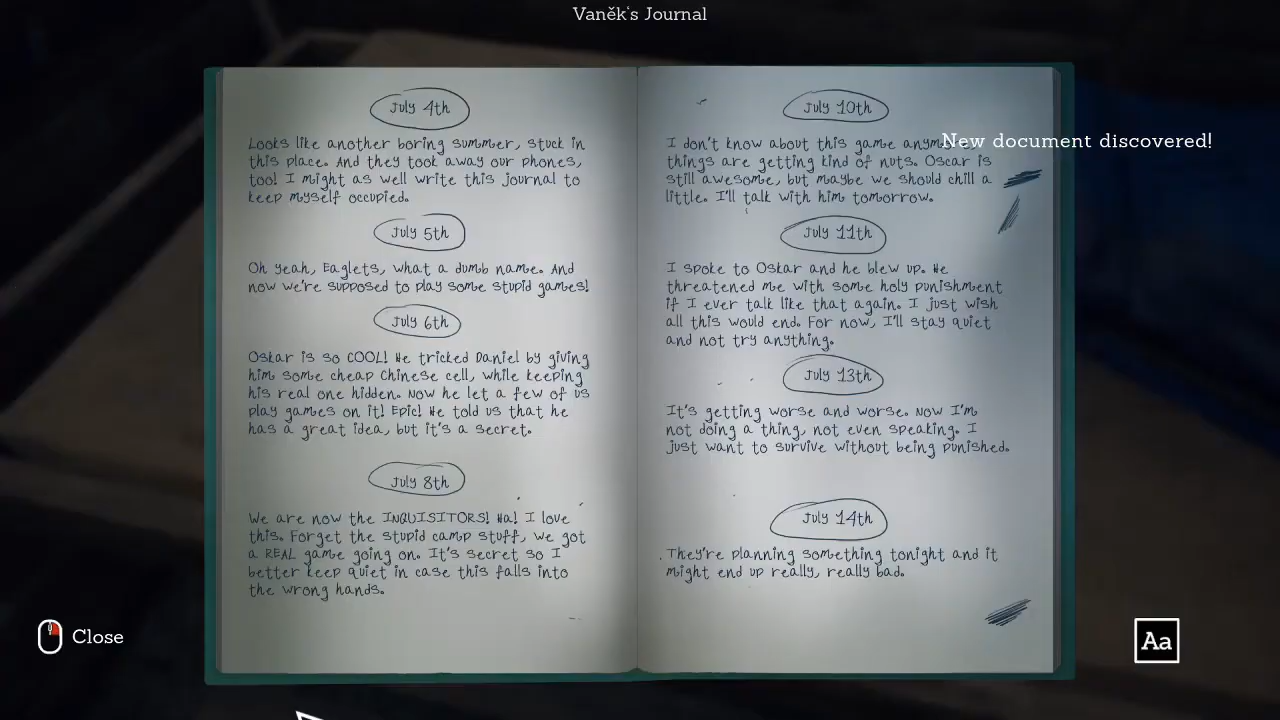 Vaněk's Journal
July 4th
Looks like another boring summer, stuck in
this place. And they took away our phones,
too! I might as well write this journal to
keep myself occupied.
July 5th
Oh yeah, Eaglets, what a dumb name. And
now we're supposed to play some stupid games!
July 6th
Oskar is so COOL! He tricked Daniel by giving
him some cheap Chinese cell, while keeping
his real one hidden. Now he let a few of us
play games on it! Epic! He told us that he
has a great idea, but it's a secret.
July 8th
We are now the INQUISITORS! Ha! I love
this. Forget the stupid camp stuff, we got
a REAL game going on. It's secret so I
better keep quiet in case this falls into
the wrong hands.
July 10th
I don't know about this game
New document discovered!
things are getting kind of nuts. Oscar is
still awesome, but maybe we should chill a
little. I'll talk with him tomorrow.
July 11th
I spoke to Oskar and he blew up. He
threatened me with some holy punishment
if I ever talk like that again. I just wish
all this would end. For now, I'll stay quiet
and not try anything.
July 13th
It's getting worse and worse. Now I'm
not doing a thing, not even speaking. I
just want to survive without being punished.
July 14th
They're planning something tonight and it
might end up really, really bad.
Close
Aa